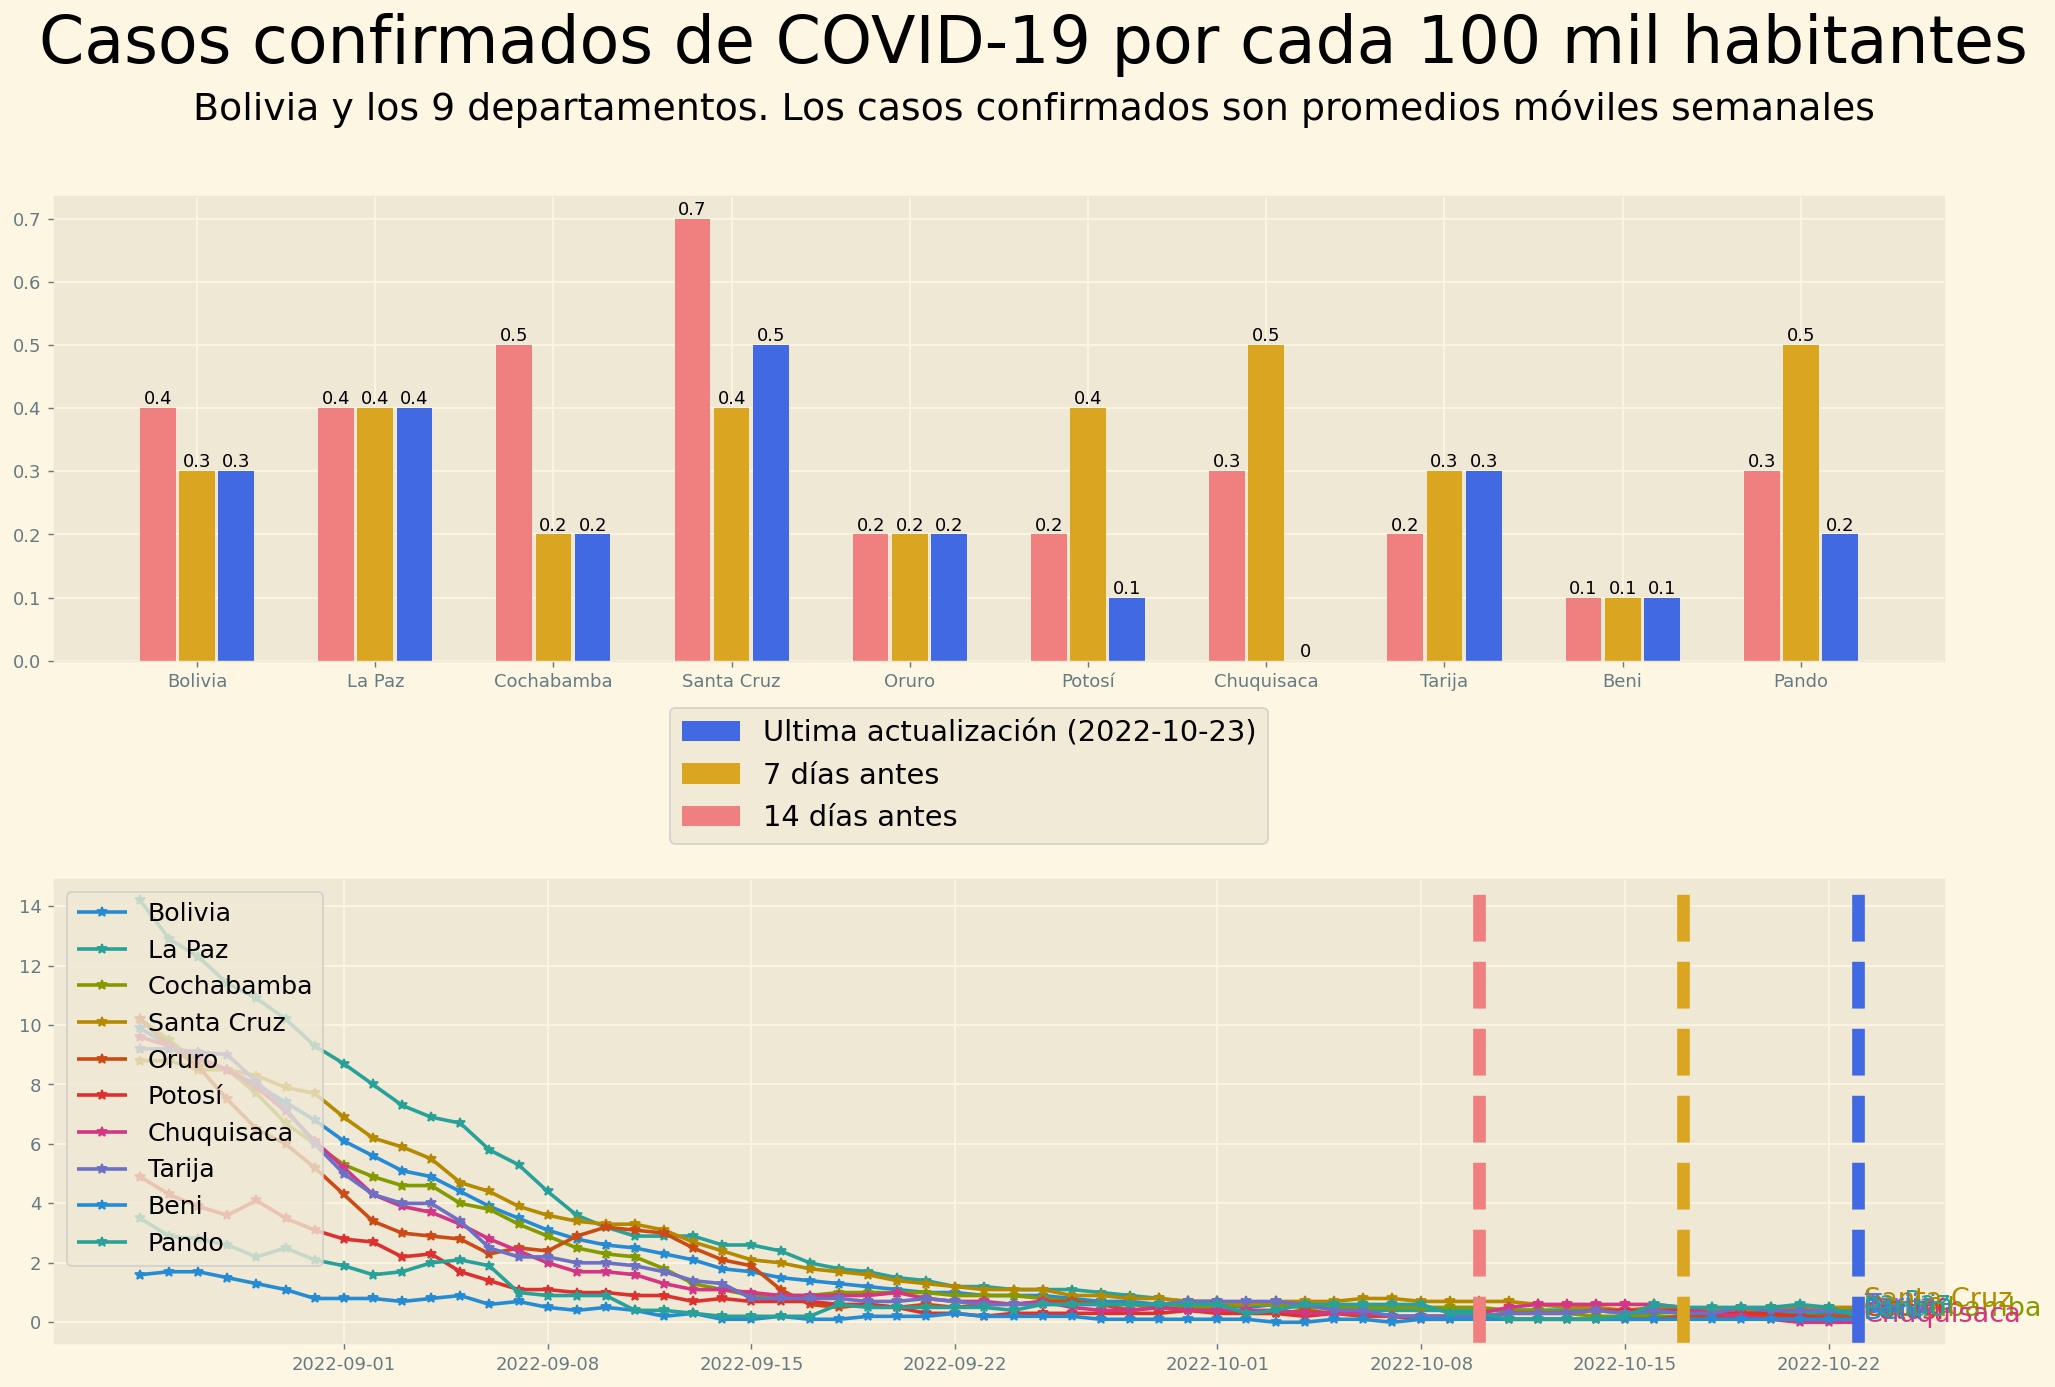 Casos confirmados de COVID-19 por cada 100 mil habitantes
Bolivia y los 9 departamentos. Los casos confirmados son promedios móviles semanales
0.7
0.6
0.5
0.4
0.3
0.2
0.1
0.0
0.4 0.3 0.3
0.4 0.4 0.4
0.5 0.2 0.2
0.7 0.4 0.5
0.2 0.2 0.2
0.2 0.4 0.1
0.3 0.5 0
0.2 0.3 0.3
0.1 0.1 0.1
0.3 0.5 0.2
Bolivia La Paz Cochabamba Santa Cruz Oruro Potosí Chuquisaca Tarija Beni Pando
Ultima actualización (2022-10-23)
7 días antes
14 días antes
14
12
10
8
6
4
2
0
Bolivia
La Paz
Cochabamba
Santa Cruz
Oruro
Potosí
Chuquisaca
Tarija
Beni
Pando
Santa Cruz
Chuquisaca
2022-09-01 2022-09-08 2022-09-15 2022-09-22 2022-10-01 2022-10-08 2022-10-15 2022-10-22